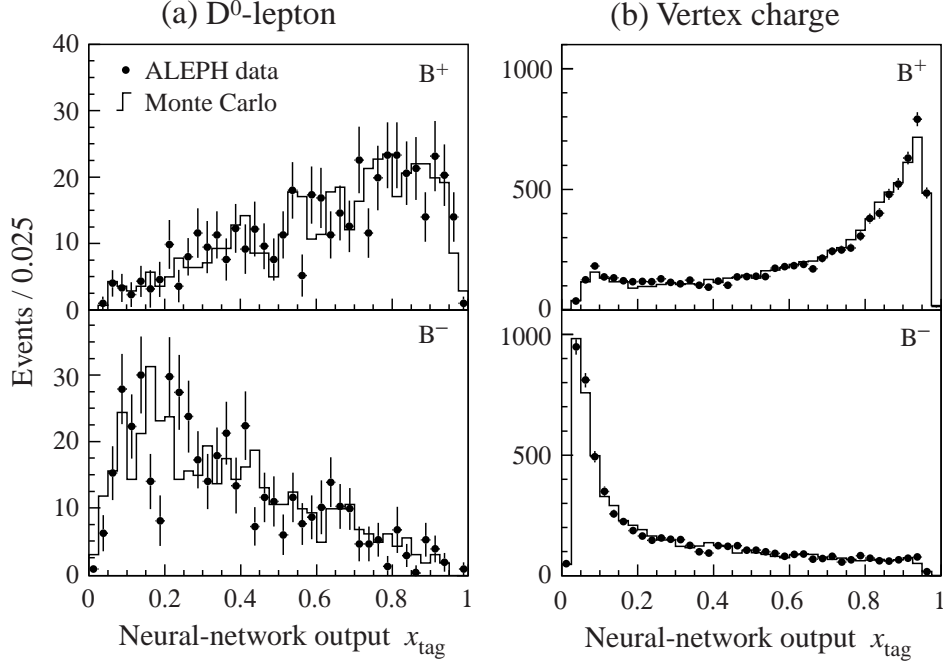 (a) D⁰-lepton
(b) Vertex charge
Events / 0.025
40
30
20
10
0
ALEPH data
Monte Carlo
B⁺
1000
500
0
B⁺
30
20
10
0
B⁻
1000
500
0
B⁻
0 0.2 0.4 0.6 0.8 1
0 0.2 0.4 0.6 0.8 1
Neural-network output x_tag
Neural-network output x_tag